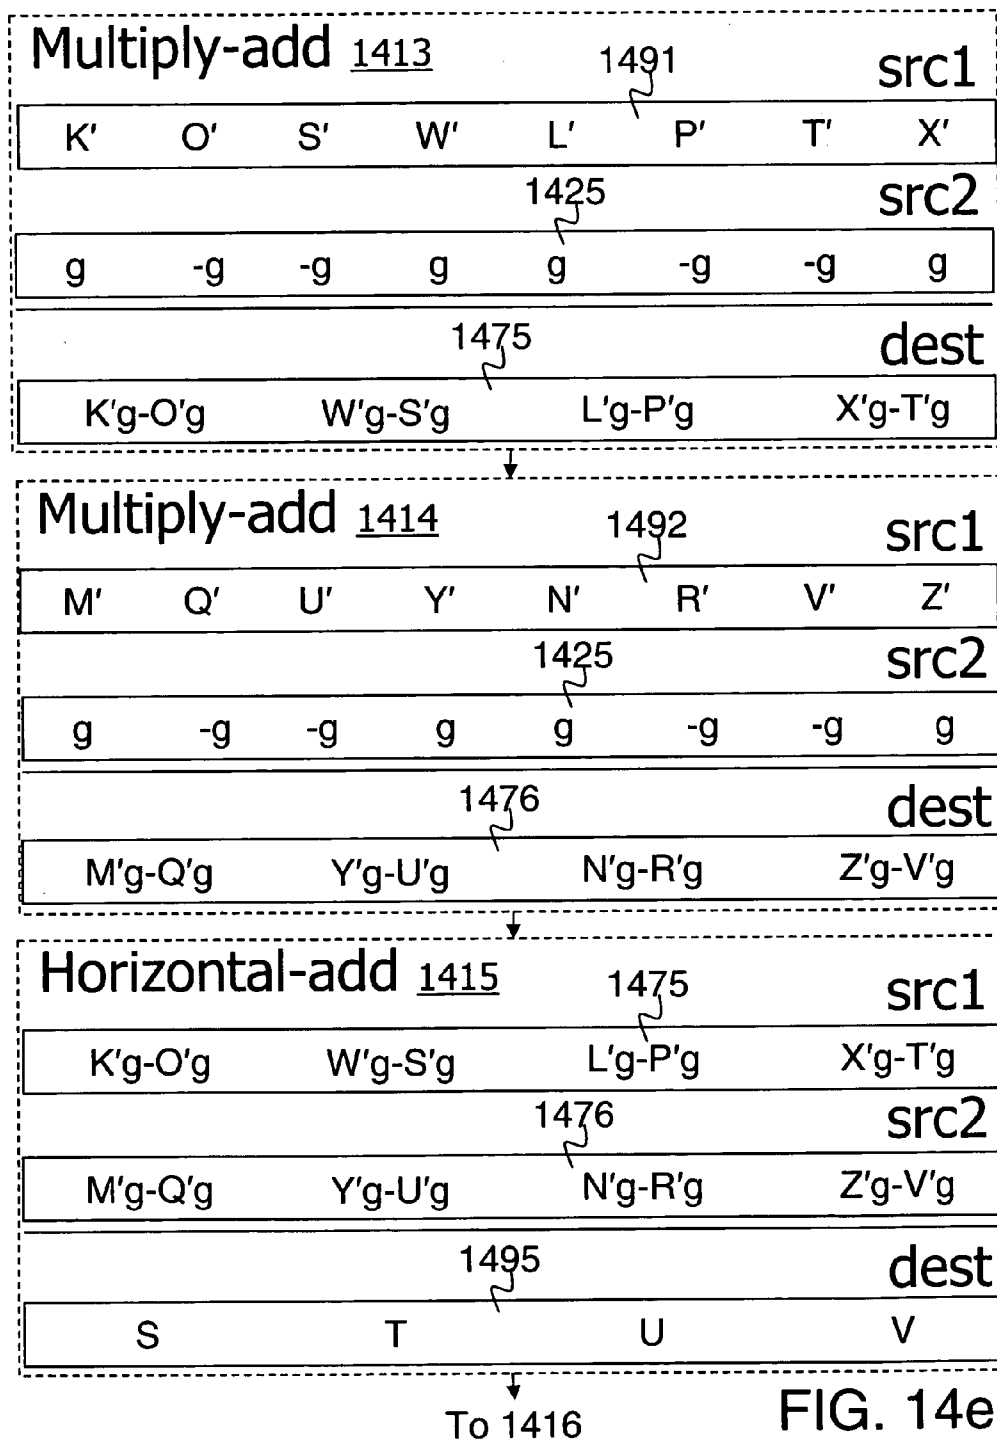 Multiply-add 1413 1491 src1
K' O' S' W' L' P' T' X'
1425 src2
g -g -g g g -g -g g
1475 dest
K'g-O'g W'g-S'g L'g-P'g X'g-T'g
Multiply-add 1414 1492 src1
M' Q' U' Y' N' R' V' Z'
1425 src2
g -g -g g g -g -g g
1476 dest
M'g-Q'g Y'g-U'g N'g-R'g Z'g-V'g
Horizontal-add 1415 1475 src1
K'g-O'g W'g-S'g L'g-P'g X'g-T'g
1476 src2
M'g-Q'g Y'g-U'g N'g-R'g Z'g-V'g
1495 dest
S T U V
To 1416 FIG. 14e